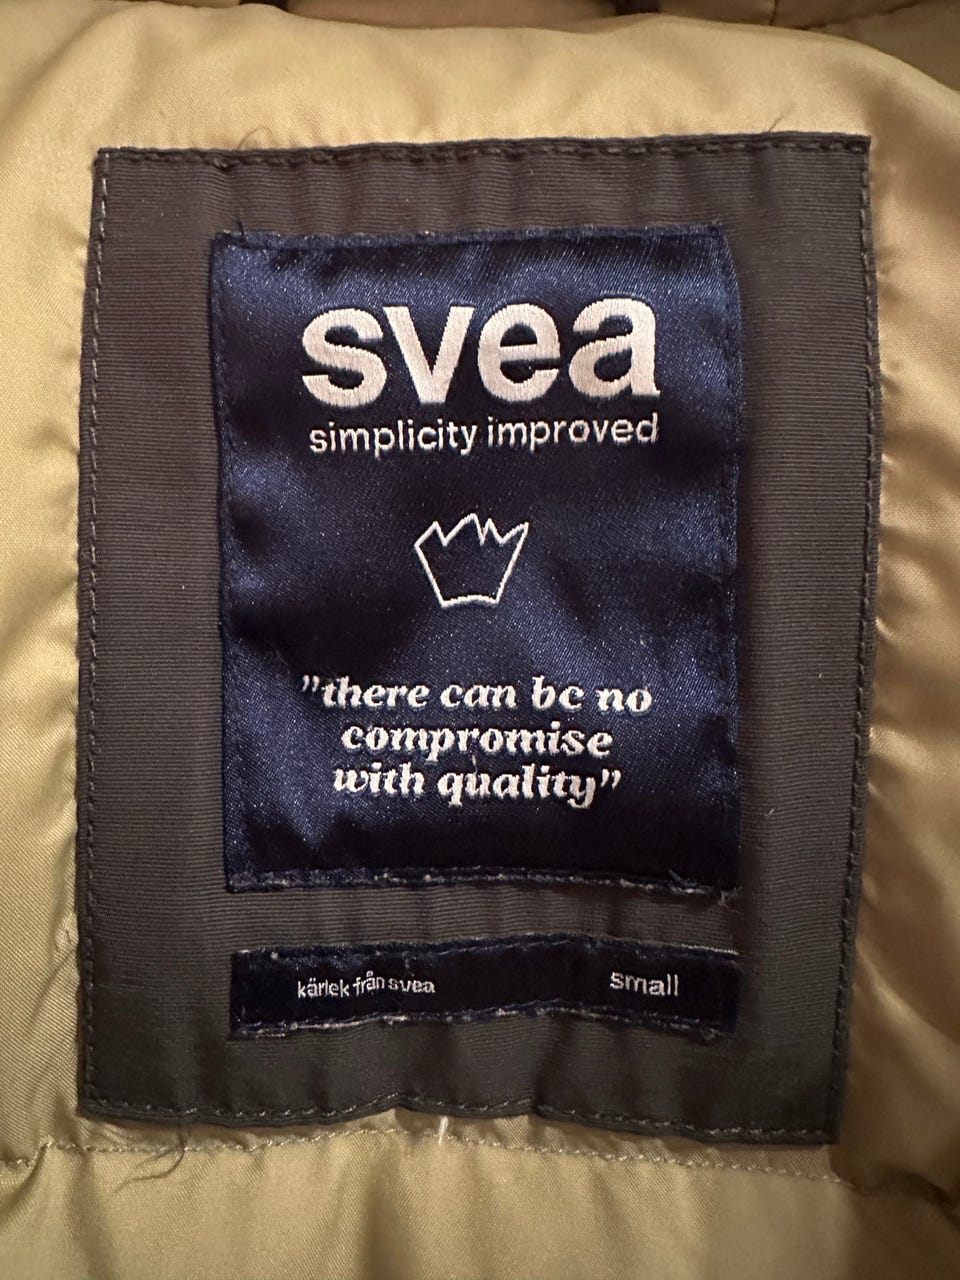 svea
simplicity improved
”there can be no
compromise
with quality”
kärlek från svea small